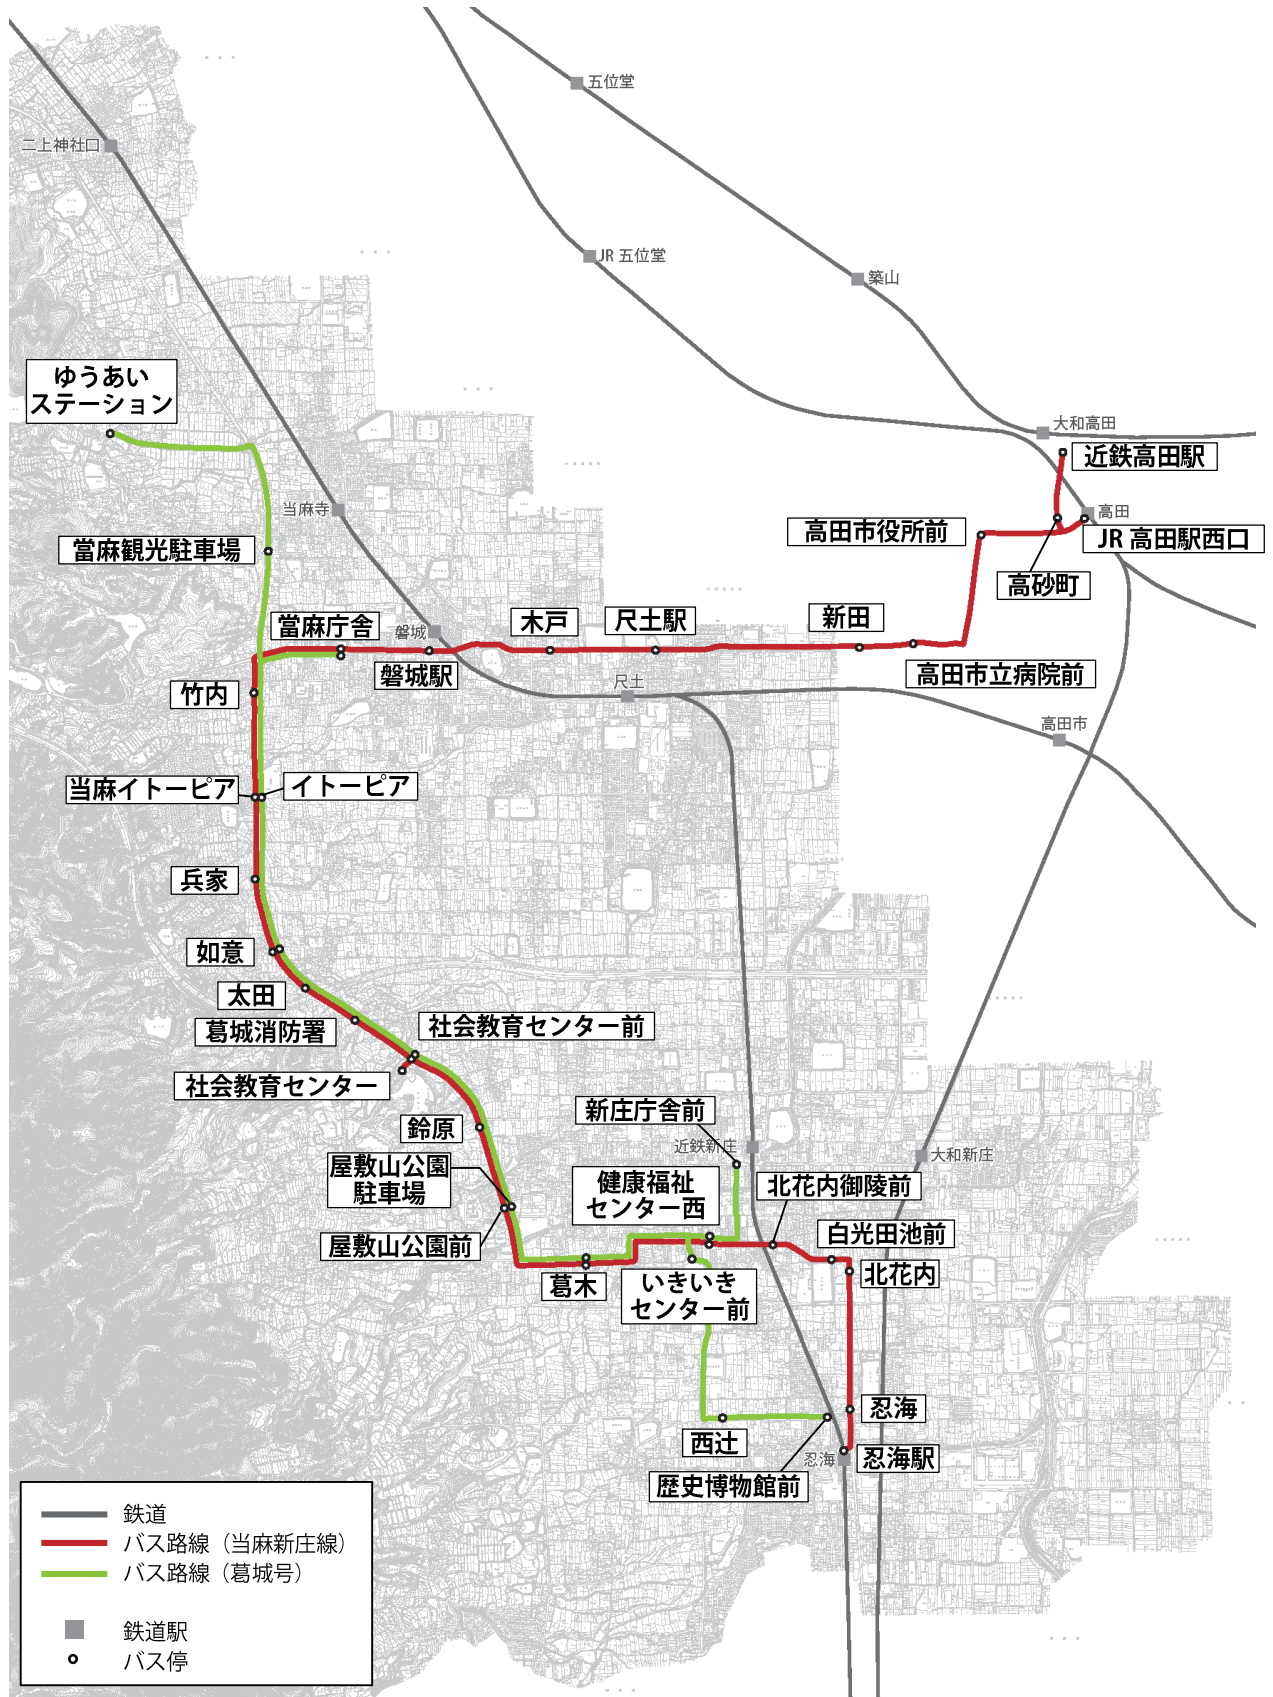 五位堂
二上神社口
JR 五位堂
築山
ゆうあい
ステーション
大和高田
近鉄高田駅
当麻寺
高田
高田市役所前
JR 高田駅西口
當麻観光駐車場
高砂町
當麻庁舎
磐城
木戸
尺土駅
新田
磐城駅
高田市立病院前
竹内
尺土
高田市
当麻イトーピア
イトーピア
兵家
如意
太田
葛城消防署
社会教育センター前
社会教育センター
新庄庁舎前
鈴原
近鉄新庄
大和新庄
屋敷山公園
駐車場
健康福祉
センター西
北花内御陵前
屋敷山公園前
白光田池前
葛木
いきいき
センター前
北花内
忍海
西辻
忍海
忍海駅
歴史博物館前
鉄道
バス路線（当麻新庄線）
バス路線（葛城号）
鉄道駅
バス停